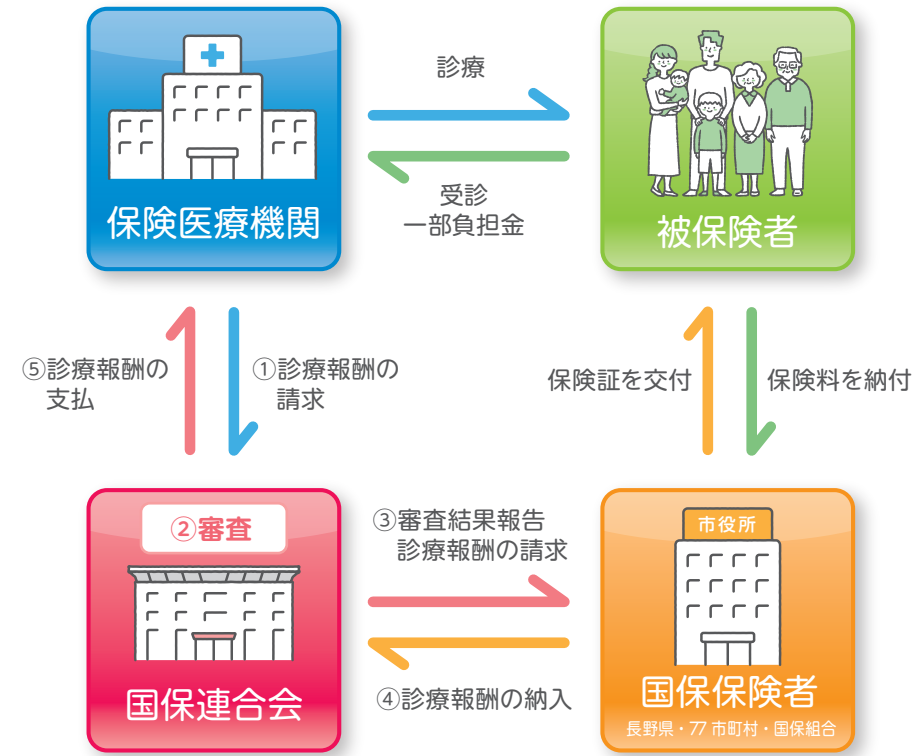 診療
受診
一部負担金
保険医療機関
被保険者
⑤診療報酬の
支払
①診療報酬の
請求
保険証を交付
保険料を納付
②審査
③審査結果報告
診療報酬の請求
市役所
④診療報酬の納入
国保連合会
国保保険者
長野県・77市町村・国保組合